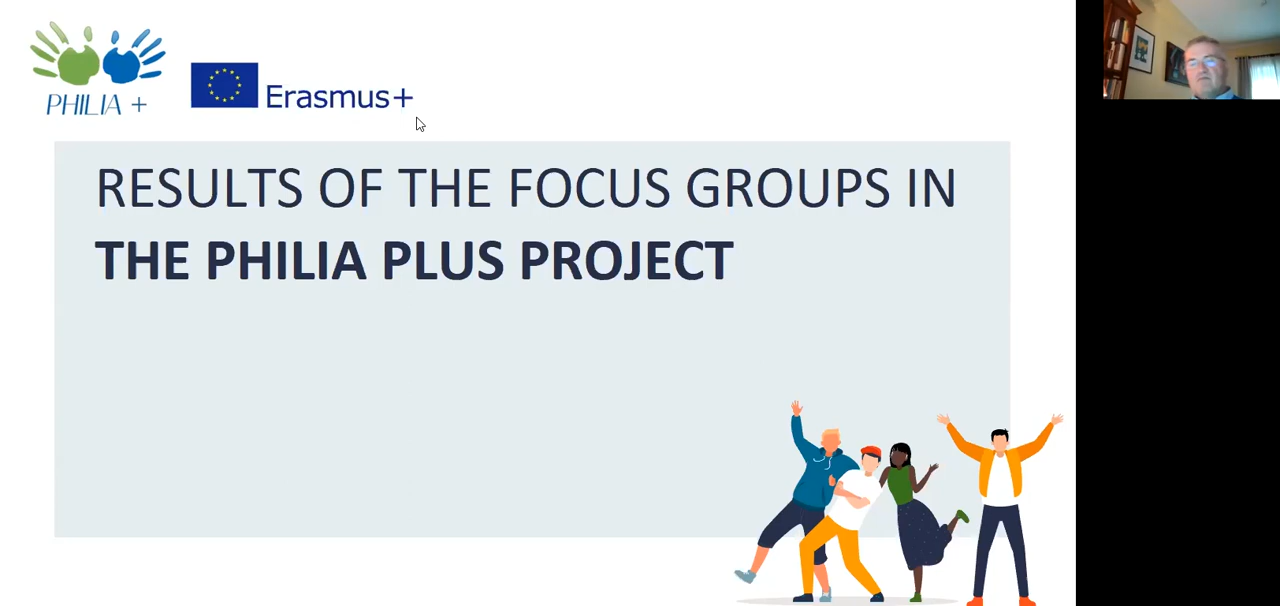 PHILIA +
Erasmus+
RESULTS OF THE FOCUS GROUPS IN
THE PHILIA PLUS PROJECT